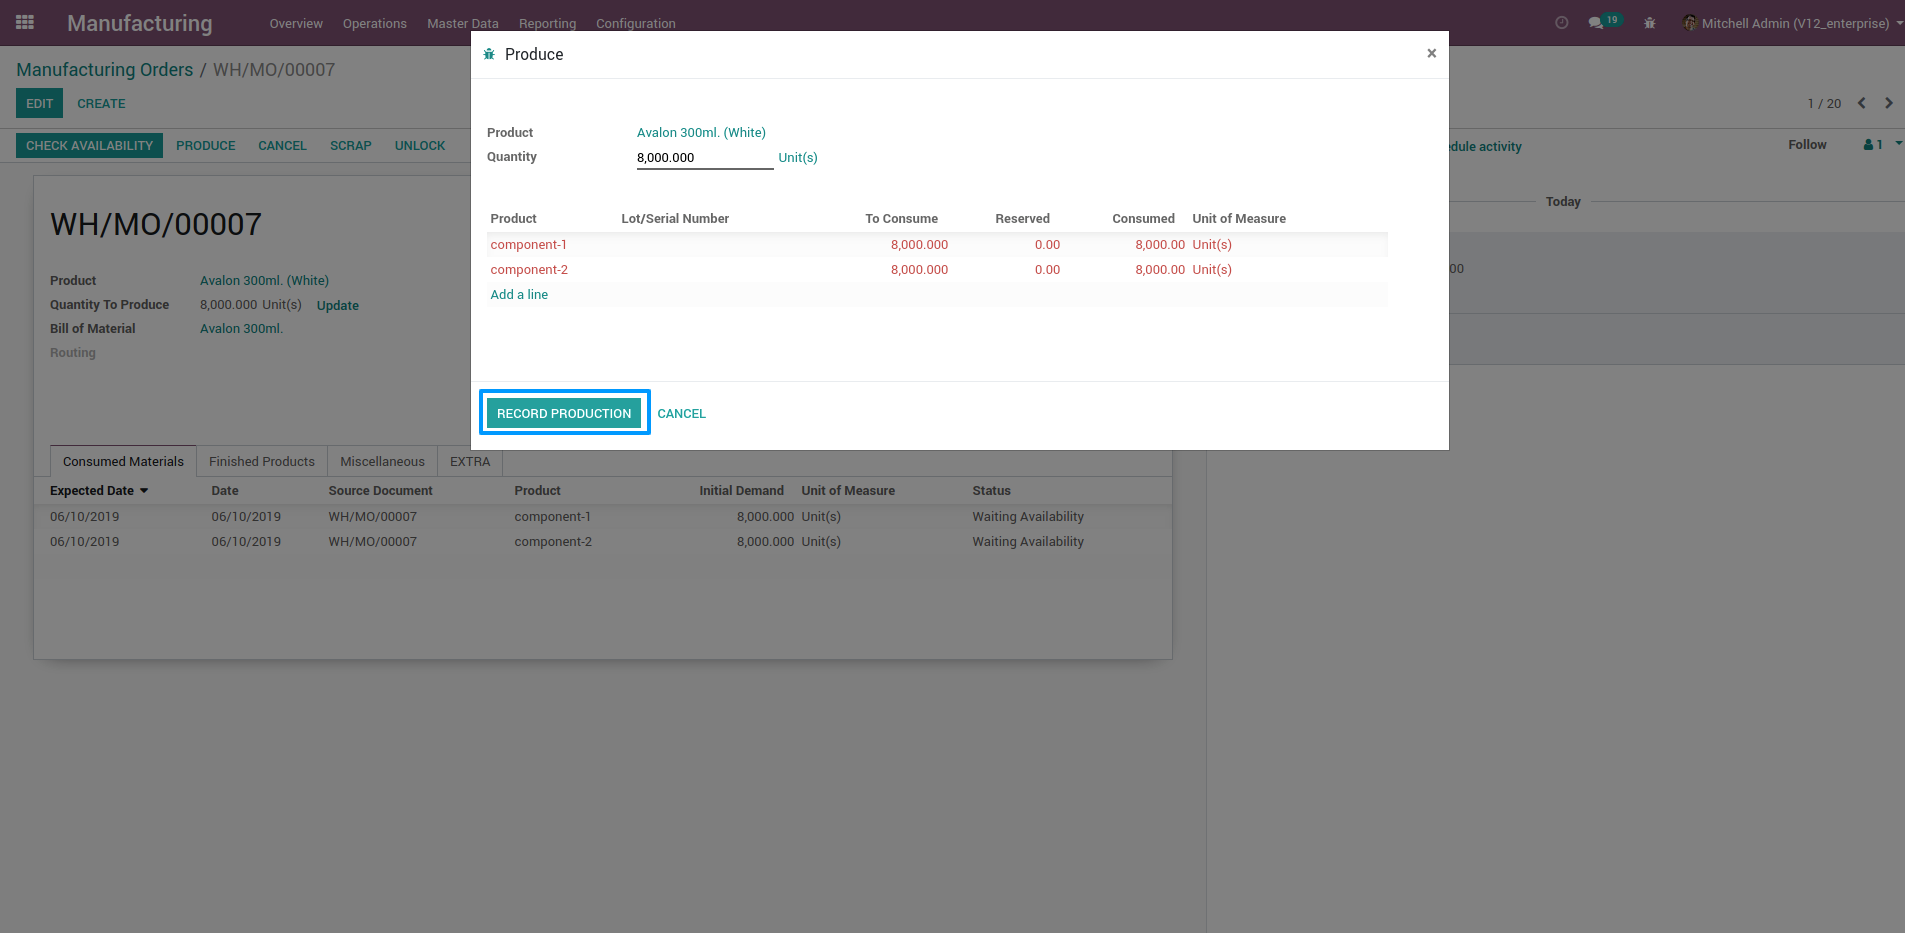 Manufacturing Overview Operations Master Data Reporting Configuration 19 Mitchell Admin (V12_enterprise)
Produce ×
Manufacturing Orders / WH/MO/00007
EDIT CREATE 1 / 20
CHECK AVAILABILITY PRODUCE CANCEL SCRAP UNLOCK dule activity Follow 1
Product Avalon 300ml. (White)
Quantity 8,000.000 Unit(s)
Today
WH/MO/00007
Product Lot/Serial Number To Consume Reserved Consumed Unit of Measure
component-1 8,000.000 0.00 8,000.00 Unit(s)
component-2 8,000.000 0.00 8,000.00 Unit(s)
Add a line
00
Product Avalon 300ml. (White)
Quantity To Produce 8,000.000 Unit(s) Update
Bill of Material Avalon 300ml.
Routing
RECORD PRODUCTION CANCEL
Consumed Materials Finished Products Miscellaneous EXTRA
Expected Date Date Source Document Product Initial Demand Unit of Measure Status
06/10/2019 06/10/2019 WH/MO/00007 component-1 8,000.000 Unit(s) Waiting Availability
06/10/2019 06/10/2019 WH/MO/00007 component-2 8,000.000 Unit(s) Waiting Availability